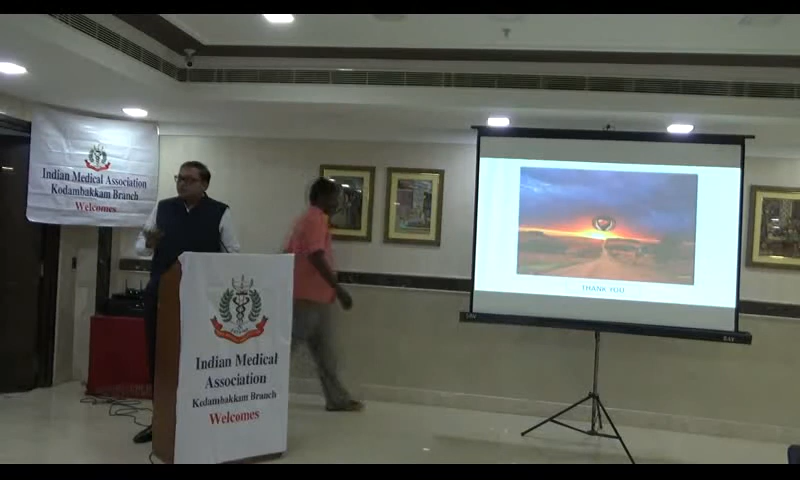 Indian Medical Association
Kodambakkam Branch
Welcomes
Indian Medical
Association
Kodambakkam Branch
Welcomes
THANK YOU